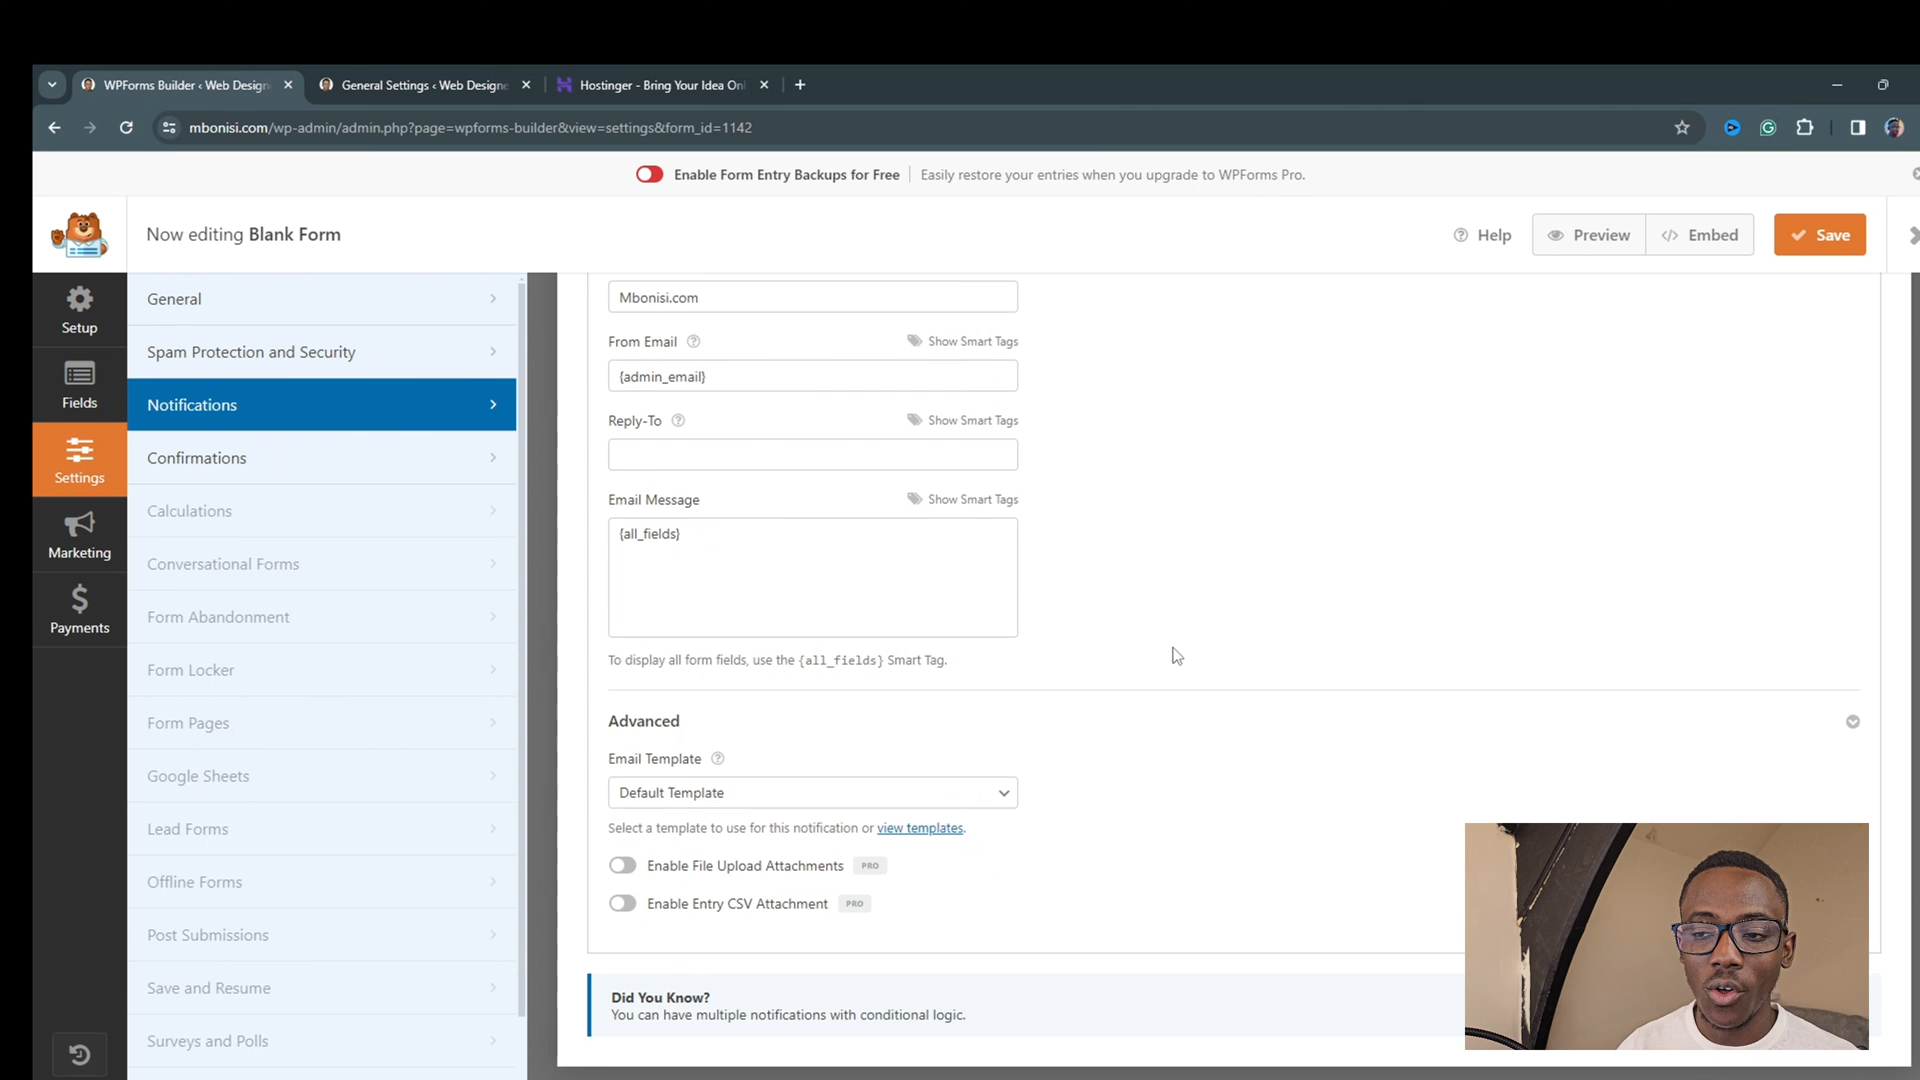 WPForms Builder ‹ Web Design
General Settings ‹ Web Designe
Hostinger - Bring Your Idea Onl
mbonisi.com/wp-admin/admin.php?page=wpforms-builder&view=settings&form_id=1142
Enable Form Entry Backups for Free
Easily restore your entries when you upgrade to WPForms Pro.
Now editing Blank Form
Help
Preview
Embed
Save
Setup
Fields
Settings
Marketing
Payments
General
Spam Protection and Security
Notifications
Confirmations
Calculations
Conversational Forms
Form Abandonment
Form Locker
Form Pages
Google Sheets
Lead Forms
Offline Forms
Post Submissions
Save and Resume
Surveys and Polls
Mbonisi.com
From Email
Show Smart Tags
{admin_email}
Reply-To
Show Smart Tags
Email Message
Show Smart Tags
{all_fields}
To display all form fields, use the {all_fields} Smart Tag.
Advanced
Email Template
Default Template
Select a template to use for this notification or view templates.
Enable File Upload Attachments PRO
Enable Entry CSV Attachment PRO
Did You Know?
You can have multiple notifications with conditional logic.